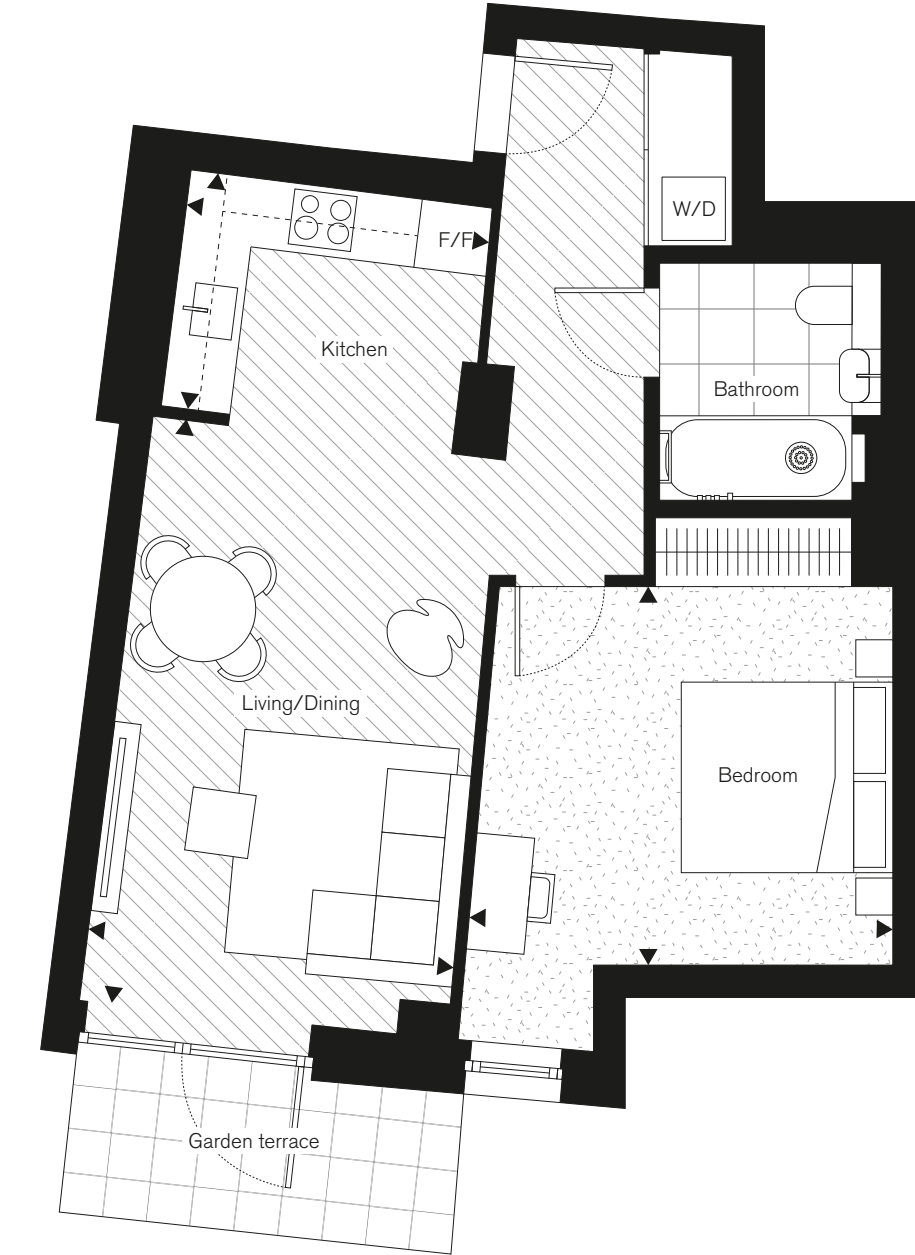 W/D
F/F
Kitchen
Bathroom
Living/Dining
Bedroom
Garden terrace